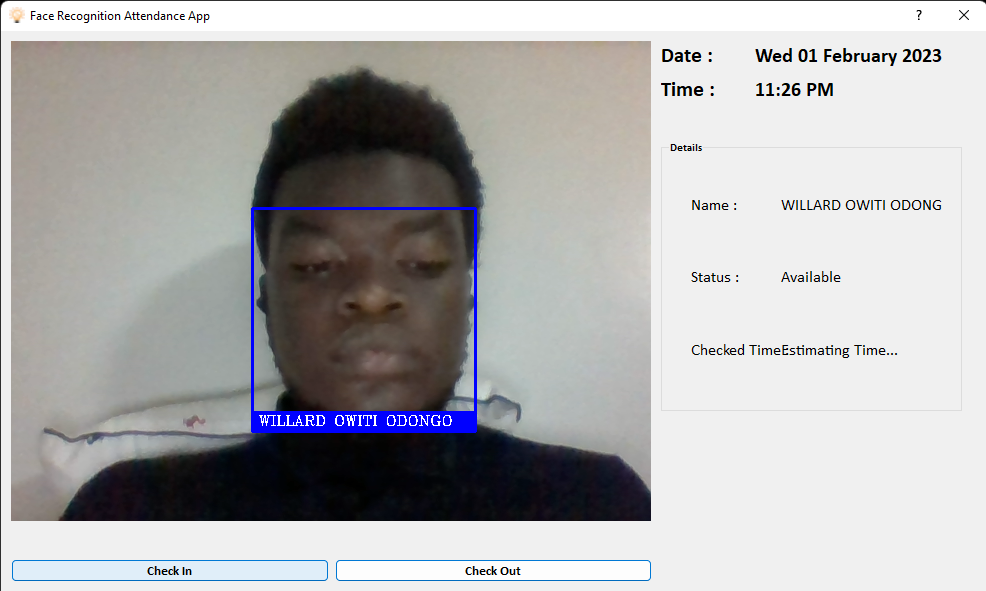 Face Recognition Attendance App
Date : Wed 01 February 2023
Time : 11:26 PM
Details
Name : WILLARD OWITI ODONG
Status : Available
Checked TimeEstimating Time...
WILLARD OWITI ODONGO
Check In Check Out